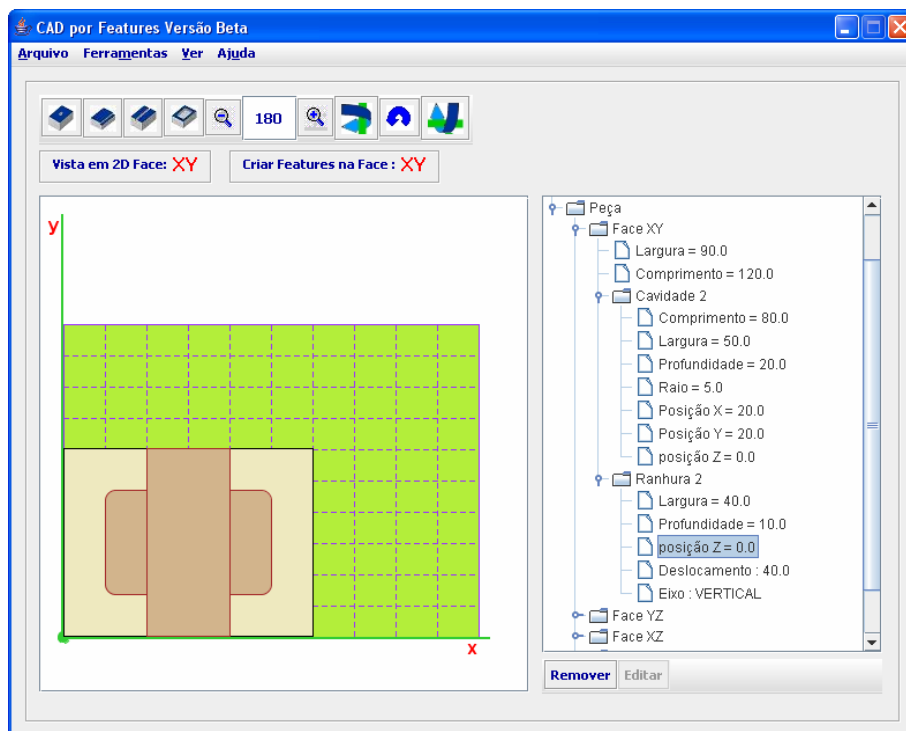 CAD por Features Versão Beta
Arquivo Ferramentas Ver Ajuda
180
Vista em 2D Face: XY
Criar Features na Face : XY
y
x
Peça
Face XY
Largura = 90.0
Comprimento = 120.0
Cavidade 2
Comprimento = 80.0
Largura = 50.0
Profundidade = 20.0
Raio = 5.0
Posição X = 20.0
Posição Y = 20.0
posição Z = 0.0
Ranhura 2
Largura = 40.0
Profundidade = 10.0
posição Z = 0.0
Deslocamento : 40.0
Eixo : VERTICAL
Face YZ
Face XZ
Remover Editar